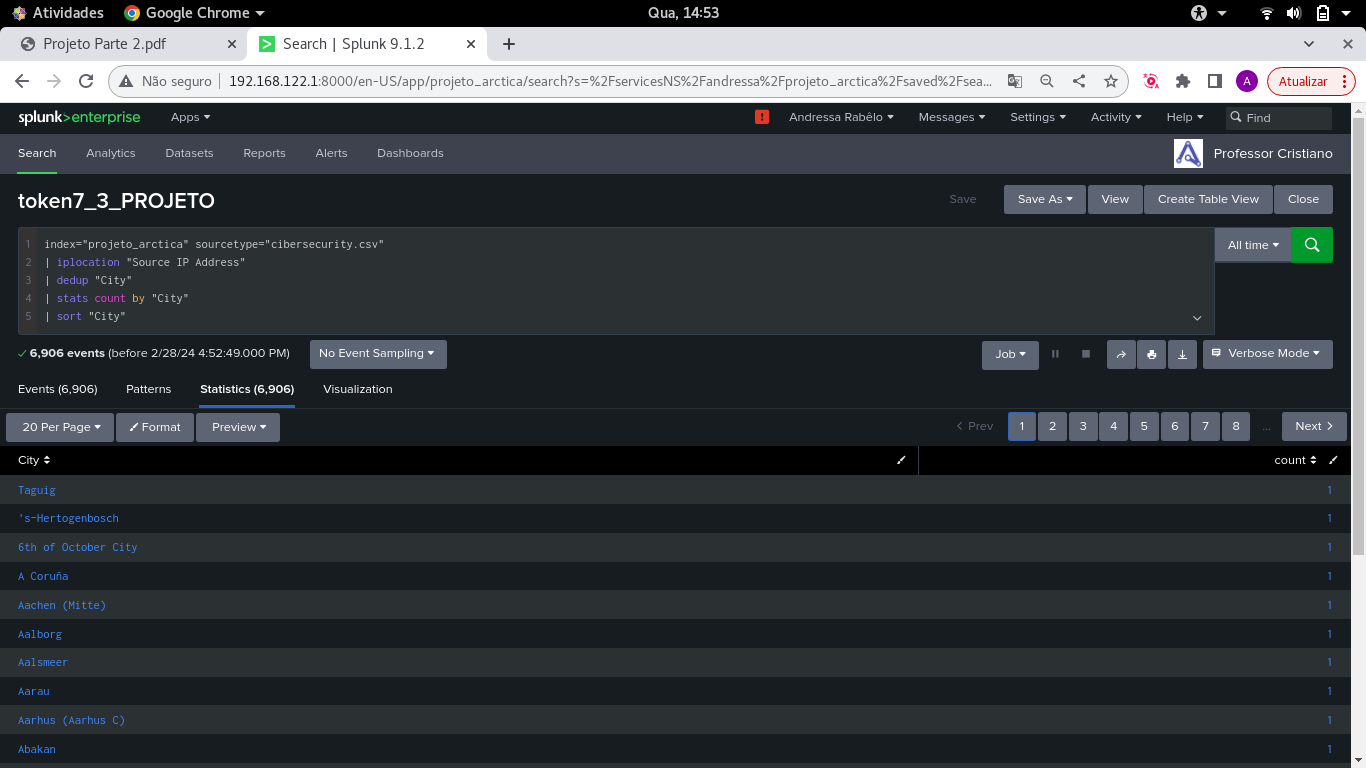 Atividades Google Chrome Qua, 14:53
Projeto Parte 2.pdf Search | Splunk 9.1.2
Não seguro 192.168.122.1:8000/en-US/app/projeto_arctica/search?s=%2FservicesNS%2Fandressa%2Fprojeto_arctica%2Fsaved%2Fsea... A Atualizar
splunk>enterprise Apps Andressa Rabêlo Messages Settings Activity Help Find
Search Analytics Datasets Reports Alerts Dashboards Professor Cristiano
token7_3_PROJETO Save Save As View Create Table View Close
1 index="projeto_arctica" sourcetype="cibersecurity.csv" All time
2 | iplocation "Source IP Address"
3 | dedup "City"
4 | stats count by "City"
5 | sort "City"
6,906 events (before 2/28/24 4:52:49.000 PM) No Event Sampling Job Verbose Mode
Events (6,906) Patterns Statistics (6,906) Visualization
20 Per Page Format Preview < Prev 1 2 3 4 5 6 7 8 ... Next >
City count
Taguig 1
's-Hertogenbosch 1
6th of October City 1
A Coruña 1
Aachen (Mitte) 1
Aalborg 1
Aalsmeer 1
Aarau 1
Aarhus (Aarhus C) 1
Abakan 1